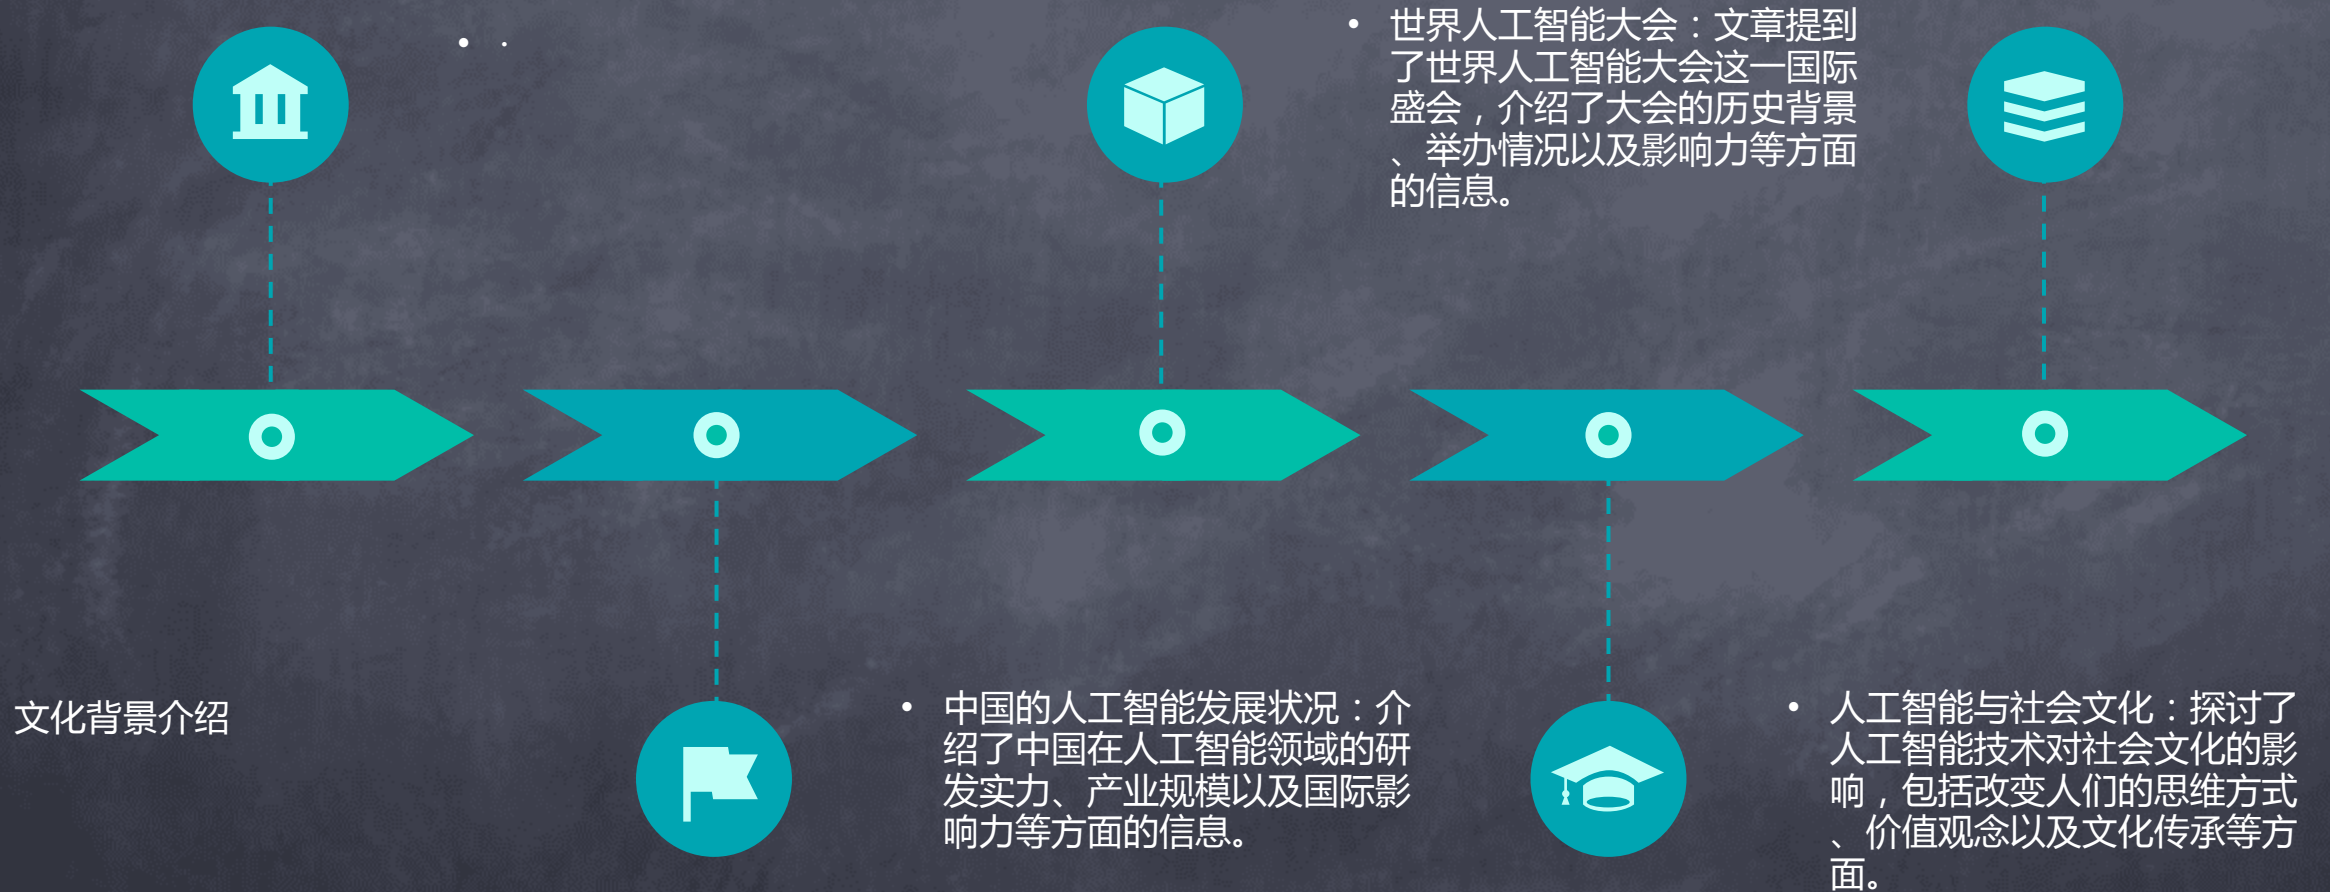 • .
• 世界人工智能大会：文章提到
了世界人工智能大会这一国际
盛会，介绍了大会的历史背景
、举办情况以及影响力等方面
的信息。
文化背景介绍
• 中国的人工智能发展状况：介
绍了中国在人工智能领域的研
发实力、产业规模以及国际影
响力等方面的信息。
• 人工智能与社会文化：探讨了
人工智能技术对社会文化的影
响，包括改变人们的思维方式
、价值观念以及文化传承等方
面。